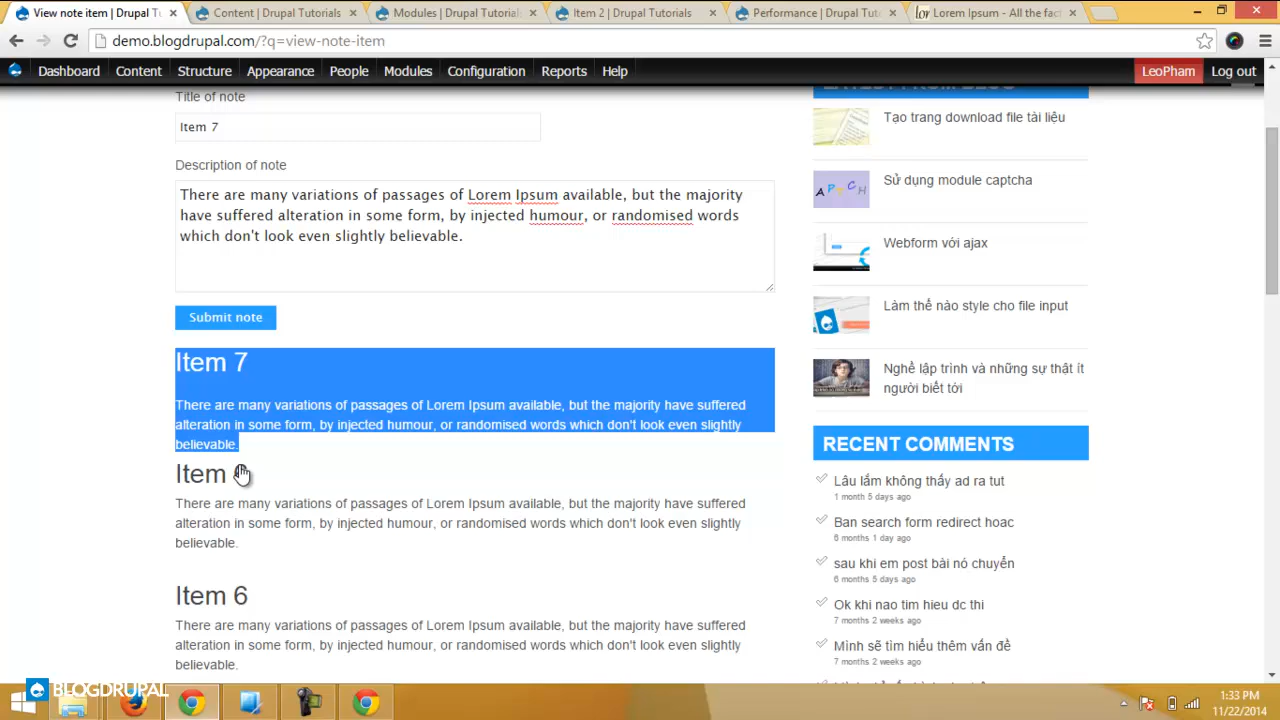 View note item | Drupal Tu
Content | Drupal Tutorials
Modules | Drupal Tutorials
Item 2 | Drupal Tutorials
Performance | Drupal Tut
Lorem Ipsum - All the fact
demo.blogdrupal.com/?q=view-note-item
Dashboard Content Structure Appearance People Modules Configuration Reports Help
LeoPham Log out
Title of note
Item 7
Description of note
There are many variations of passages of Lorem Ipsum available, but the majority
have suffered alteration in some form, by injected humour, or randomised words
which don't look even slightly believable.
Submit note
Item 7
There are many variations of passages of Lorem Ipsum available, but the majority have suffered
alteration in some form, by injected humour, or randomised words which don't look even slightly
believable.
Item
There are many variations of passages of Lorem Ipsum available, but the majority have suffered
alteration in some form, by injected humour, or randomised words which don't look even slightly
believable.
Item 6
There are many variations of passages of Lorem Ipsum available, but the majority have suffered
alteration in some form, by injected humour, or randomised words which don't look even slightly
believable.
LATEST FROM BLOG
Tạo trang download file tài liệu
Sử dụng module captcha
Webform với ajax
Làm thế nào style cho file input
Nghề lập trình và những sự thật ít
người biết tới
RECENT COMMENTS
Lâu lắm không thấy ad ra tut
1 month 5 days ago
Ban search form redirect hoac
6 months 1 day ago
sau khi em post bài nó chuyển
6 months 5 days ago
Ok khi nao tim hieu dc thi
7 months 2 weeks ago
Mình sẽ tìm hiểu thêm vấn đề
7 months 2 weeks ago
BLOGDRUPAL
1:33 PM
11/22/2014